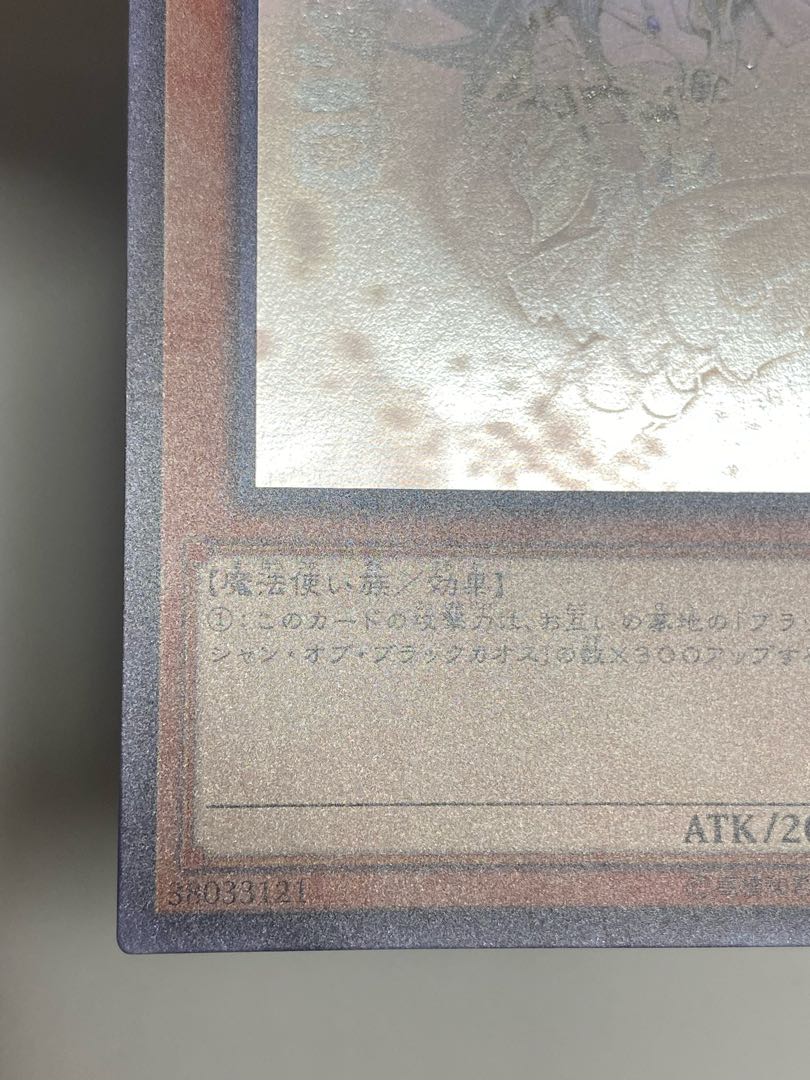 【魔法使い族／効果】
①:このカードの攻撃力は、お互いの墓地の「ブラ
シャン・オブ・ブラックカオス」の数×300アップする
ATK/20
38033121